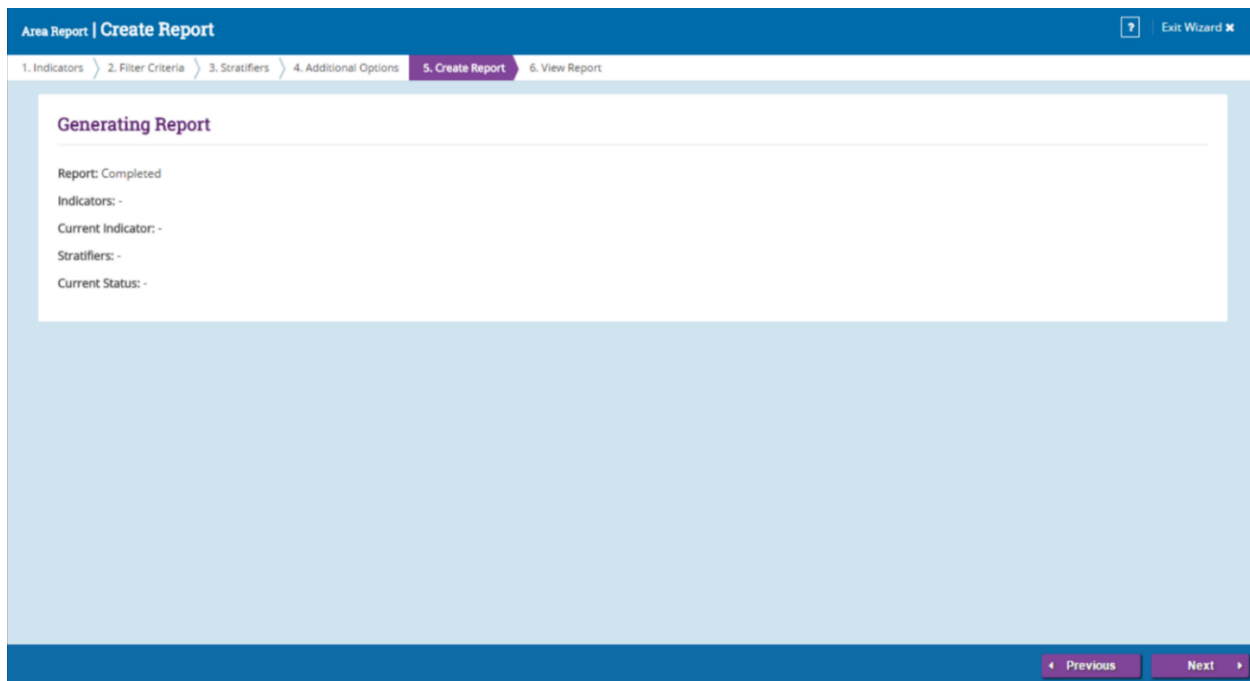 Area Report | Create Report
? Exit Wizard ✖
1. Indicators 2. Filter Criteria 3. Stratifiers 4. Additional Options 5. Create Report 6. View Report
Generating Report
Report: Completed
Indicators: -
Current Indicator: -
Stratifiers: -
Current Status: -
Previous Next